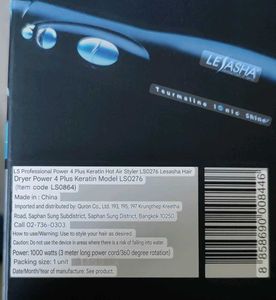 LESASHA
Tourmaline Ionic Shine
LS Professional Power 4 Plus Keratin Hot Air Styler LS0276 Lesasha Hair
Dryer Power 4 Plus Keratin Model LS0276
(Item code LS0864)
Made in : China
Imported and distributed by: Quron Co., Ltd. 193, 195, 197 Krungthep Kreetha
Road, Saphan Sung Subdistrict, Saphan Sung District, Bangkok 10250.
Call 02-736-0303
How to use/Warning: Use to style your hair as desired
Caution: Do not use the device in areas where there is a risk of falling into water.
Power: 1000 watts (3 meter long power cord/360 degree rotation)
Packing size: 1 unit
Date/Month/Year of manufacture: See product.
8 858690 008446